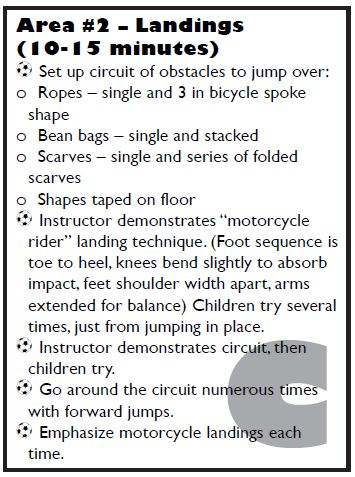 Area #2 – Landings
(10-15 minutes)
Set up circuit of obstacles to jump over:
o Ropes – single and 3 in bicycle spoke
shape
o Bean bags – single and stacked
o Scarves – single and series of folded
scarves
o Shapes taped on floor
Instructor demonstrates “motorcycle
rider” landing technique. (Foot sequence is
toe to heel, knees bend slightly to absorb
impact, feet shoulder width apart, arms
extended for balance) Children try several
times, just from jumping in place.
Instructor demonstrates circuit, then
children try.
Go around the circuit numerous times
with forward jumps.
Emphasize motorcycle landings each
time.